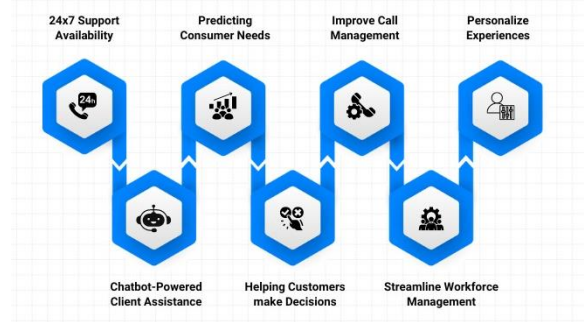 24x7 Support
Availability
Predicting
Consumer Needs
Improve Call
Management
Personalize
Experiences
24h
Chatbot-Powered
Client Assistance
Helping Customers
make Decisions
Streamline Workforce
Management